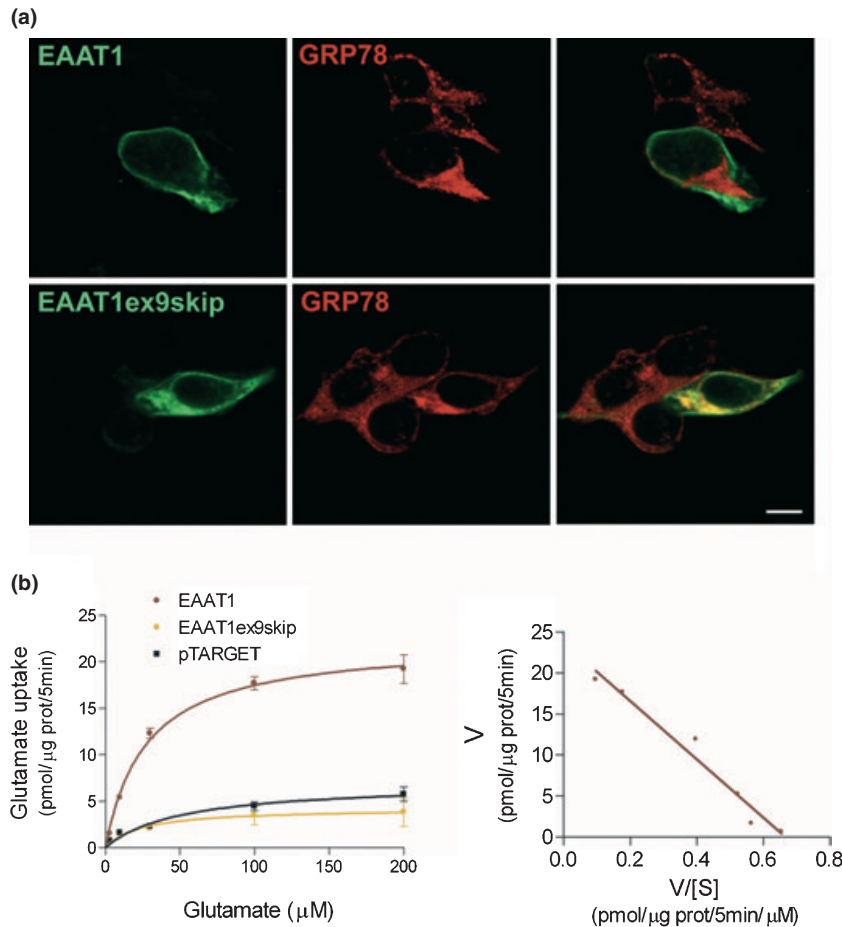 (a)
EAAT1
GRP78
EAAT1ex9skip
GRP78
(b)
EAAT1
EAAT1ex9skip
pTARGET
Glutamate uptake
(pmol/µg prot/5min)
25
20
15
10
5
0
0
50
100
150
200
Glutamate (µM)
V
(pmol/µg prot/5min)
25
20
15
10
5
0
0.0
0.2
0.4
0.6
0.8
V/[S]
(pmol/µg prot/5min/µM)